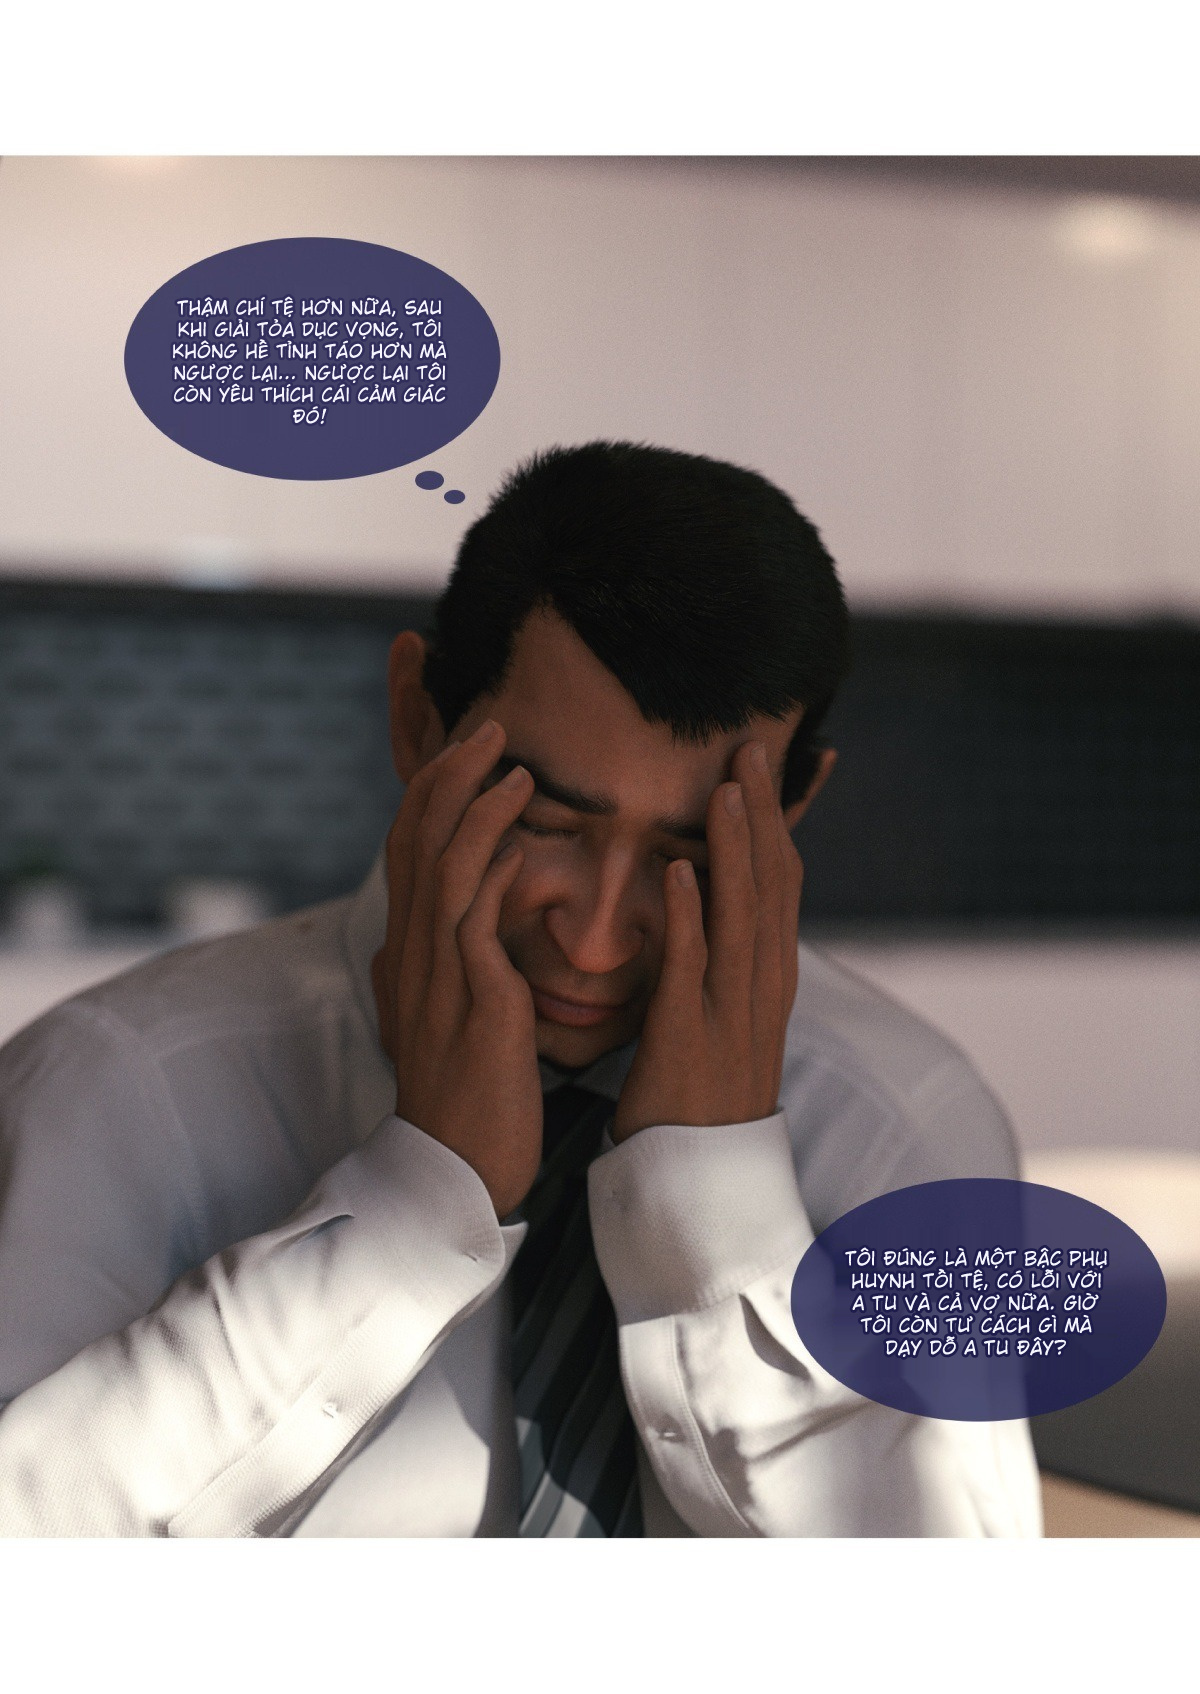 THẬM CHÍ TỆ HƠN NỮA, SAU
KHI GIẢI TỎA DỤC VỌNG, TÔI
KHÔNG HỀ TỈNH TÁO HƠN MÀ
NGƯỢC LẠI... NGƯỢC LẠI TÔI
CÒN YÊU THÍCH CÁI CẢM GIÁC
ĐÓ!
TÔI ĐÚNG LÀ MỘT BẬC PHỤ
HUYNH TỒI TỆ, CÓ LỖI VỚI
A TU VÀ CẢ VỢ NỮA. GIỜ
TÔI CÒN TƯ CÁCH GÌ MÀ
DẠY DỖ A TU ĐÂY?